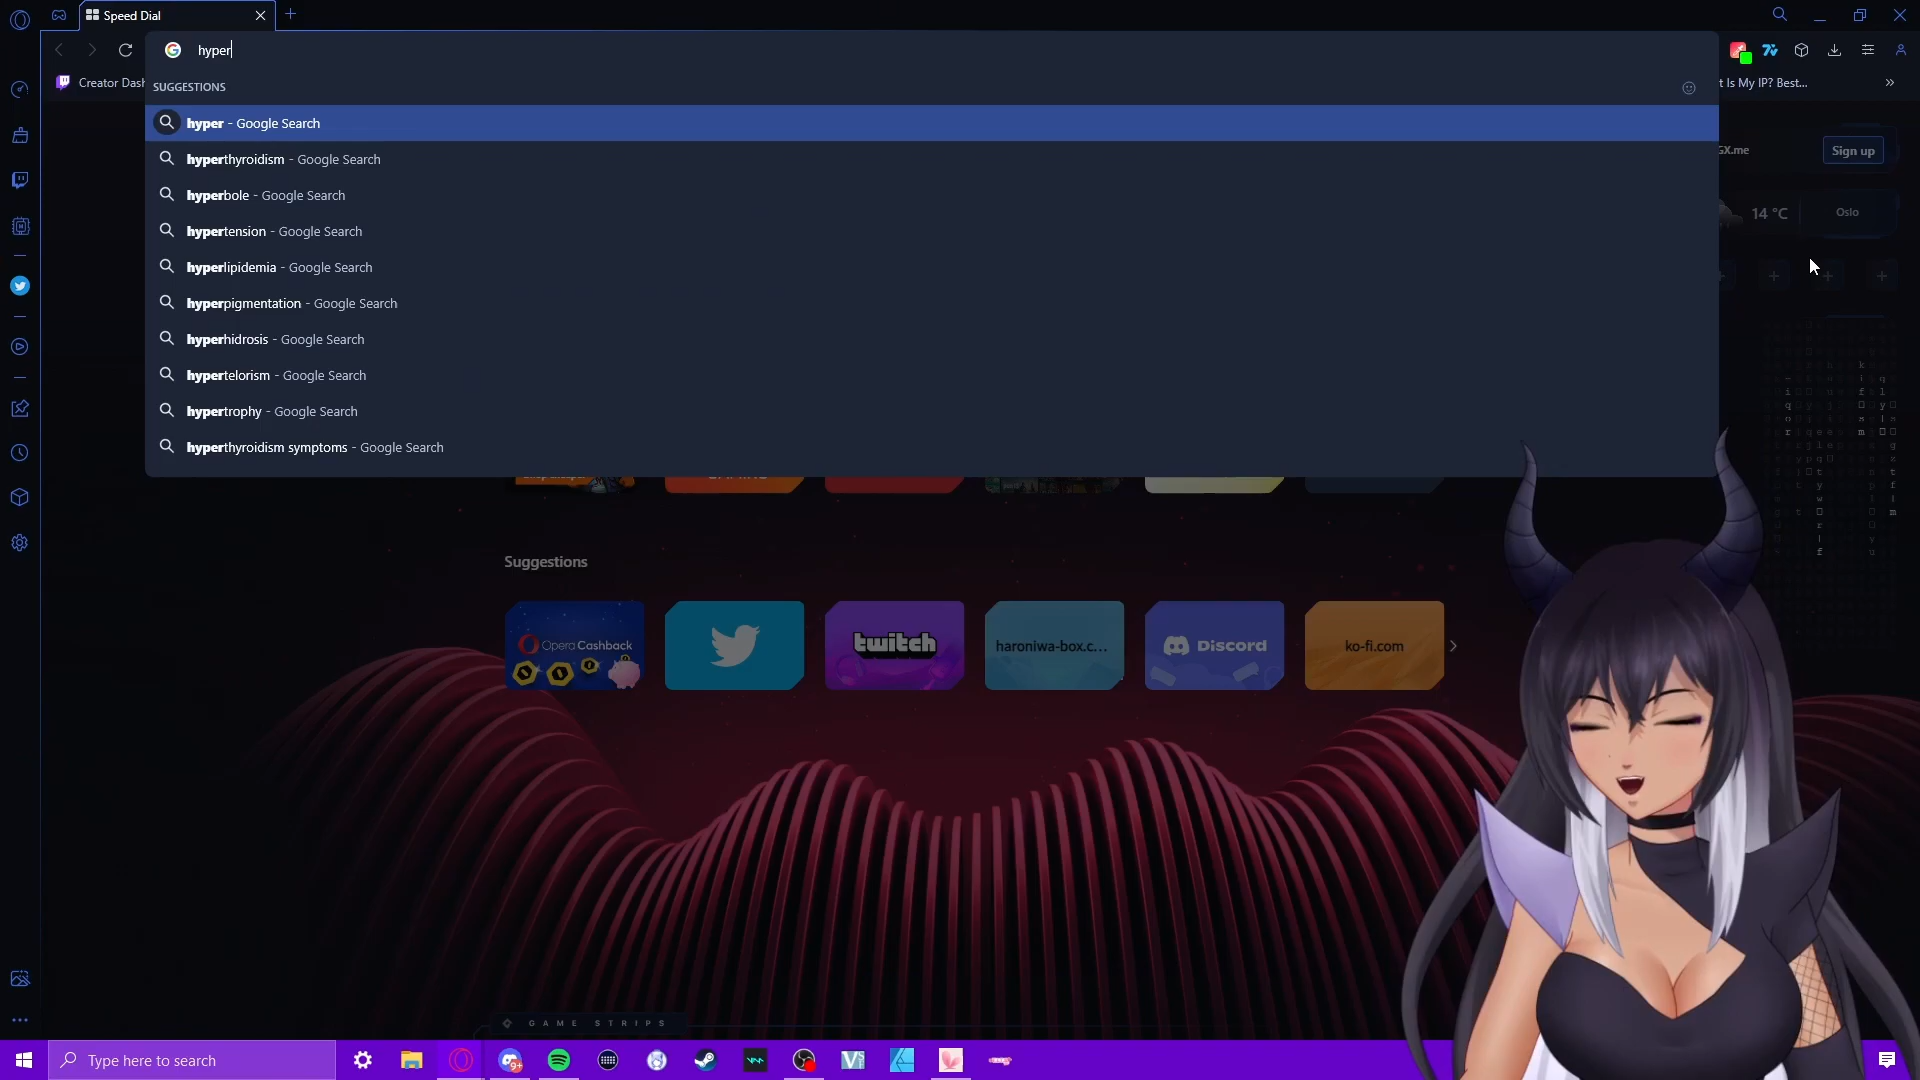 Speed Dial
hyper
Creator Dash
t Is My IP? Best...
SUGGESTIONS
hyper - Google Search
hyperthyroidism - Google Search
hyperbole - Google Search
hypertension - Google Search
hyperlipidemia - Google Search
hyperpigmentation - Google Search
hyperhidrosis - Google Search
hypertelorism - Google Search
hypertrophy - Google Search
hyperthyroidism symptoms - Google Search
GX.me
Sign up
14 °C
Oslo
Suggestions
Opera Cashback
twitch
haroniwa-box.c...
Discord
ko-fi.com
GAME STRIPS
Type here to search
9+